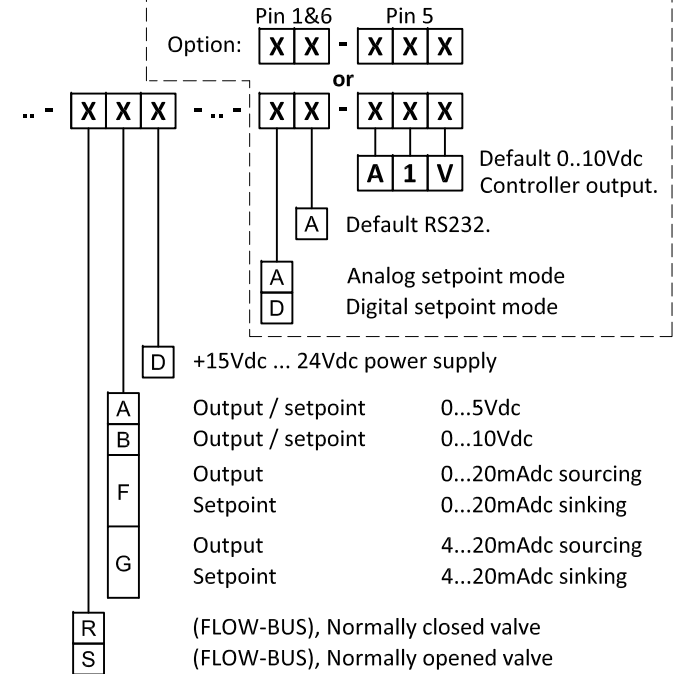 Pin 1&6 Pin 5
Option: X X - X X X
or
.. - X X X - .. - X X - X X X
A 1 V Default 0..10Vdc
Controller output.
A Default RS232.
A Analog setpoint mode
D Digital setpoint mode
D +15Vdc ... 24Vdc power supply
A Output / setpoint 0...5Vdc
B Output / setpoint 0...10Vdc
F Output 0...20mAdc sourcing
Setpoint 0...20mAdc sinking
G Output 4...20mAdc sourcing
Setpoint 4...20mAdc sinking
R (FLOW-BUS), Normally closed valve
S (FLOW-BUS), Normally opened valve